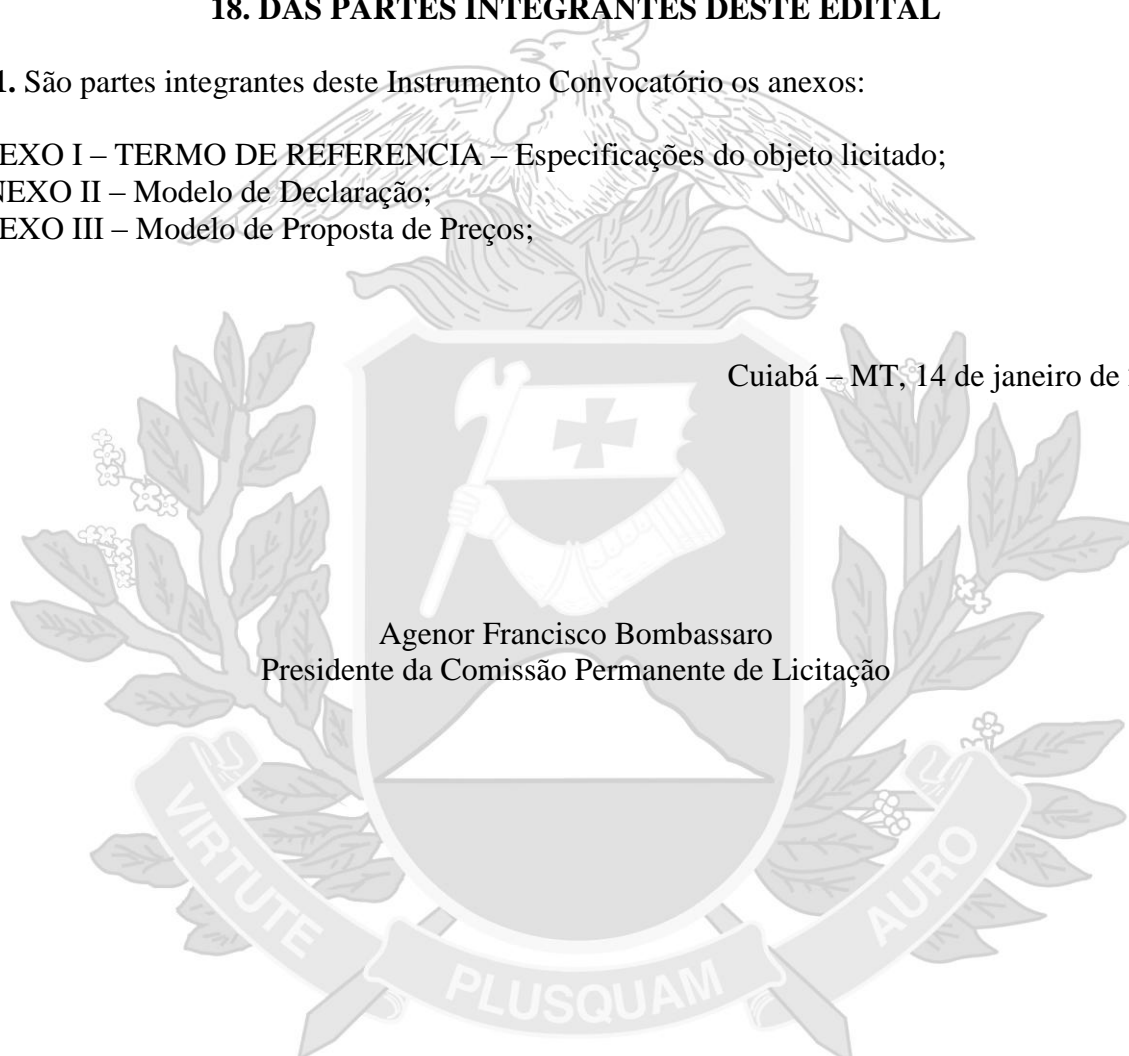 18. DAS PARTES INTEGRANTES DESTE EDITAL
1. São partes integrantes deste Instrumento Convocatório os anexos:
EXO I – TERMO DE REFERENCIA – Especificações do objeto licitado;
NEXO II – Modelo de Declaração;
EXO III – Modelo de Proposta de Preços;
Cuiabá – MT, 14 de janeiro de
Agenor Francisco Bombassaro
Presidente da Comissão Permanente de Licitação
VIRTUTE
PLUSQUAM
AURO